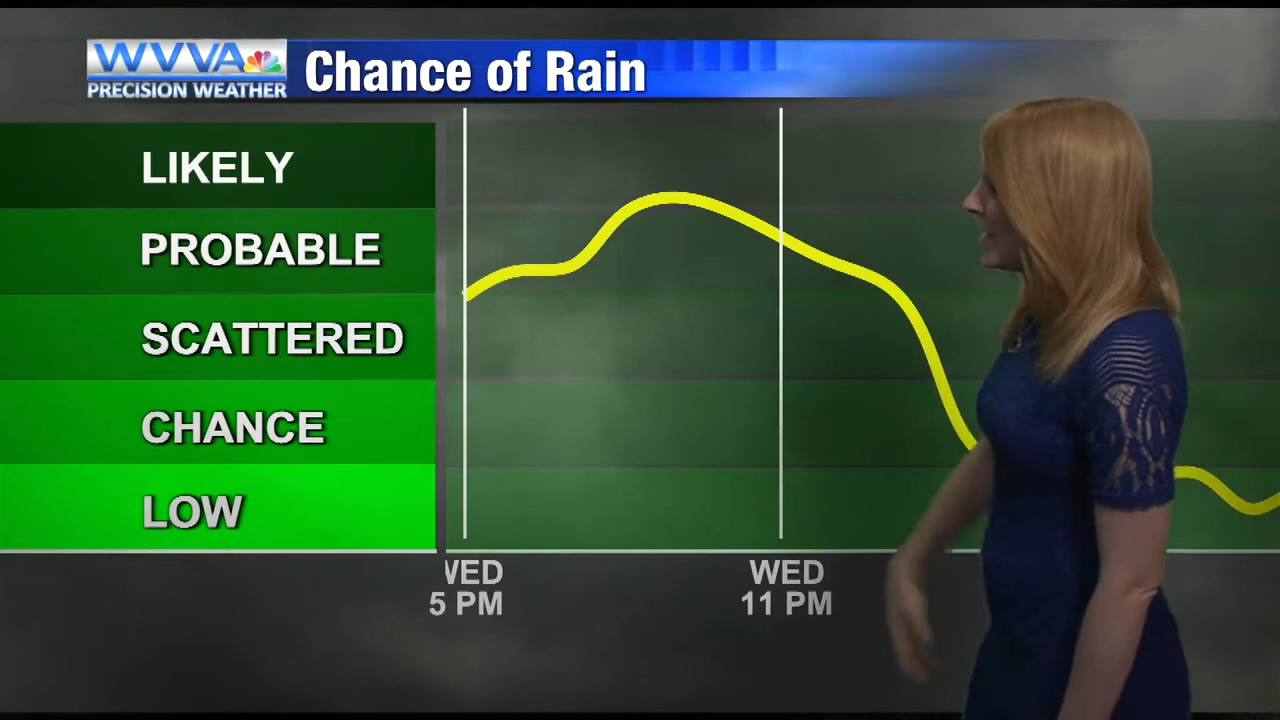 WVVA
PRECISION WEATHER
Chance of Rain
LIKELY
PROBABLE
SCATTERED
CHANCE
LOW
WED
5 PM
WED
11 PM